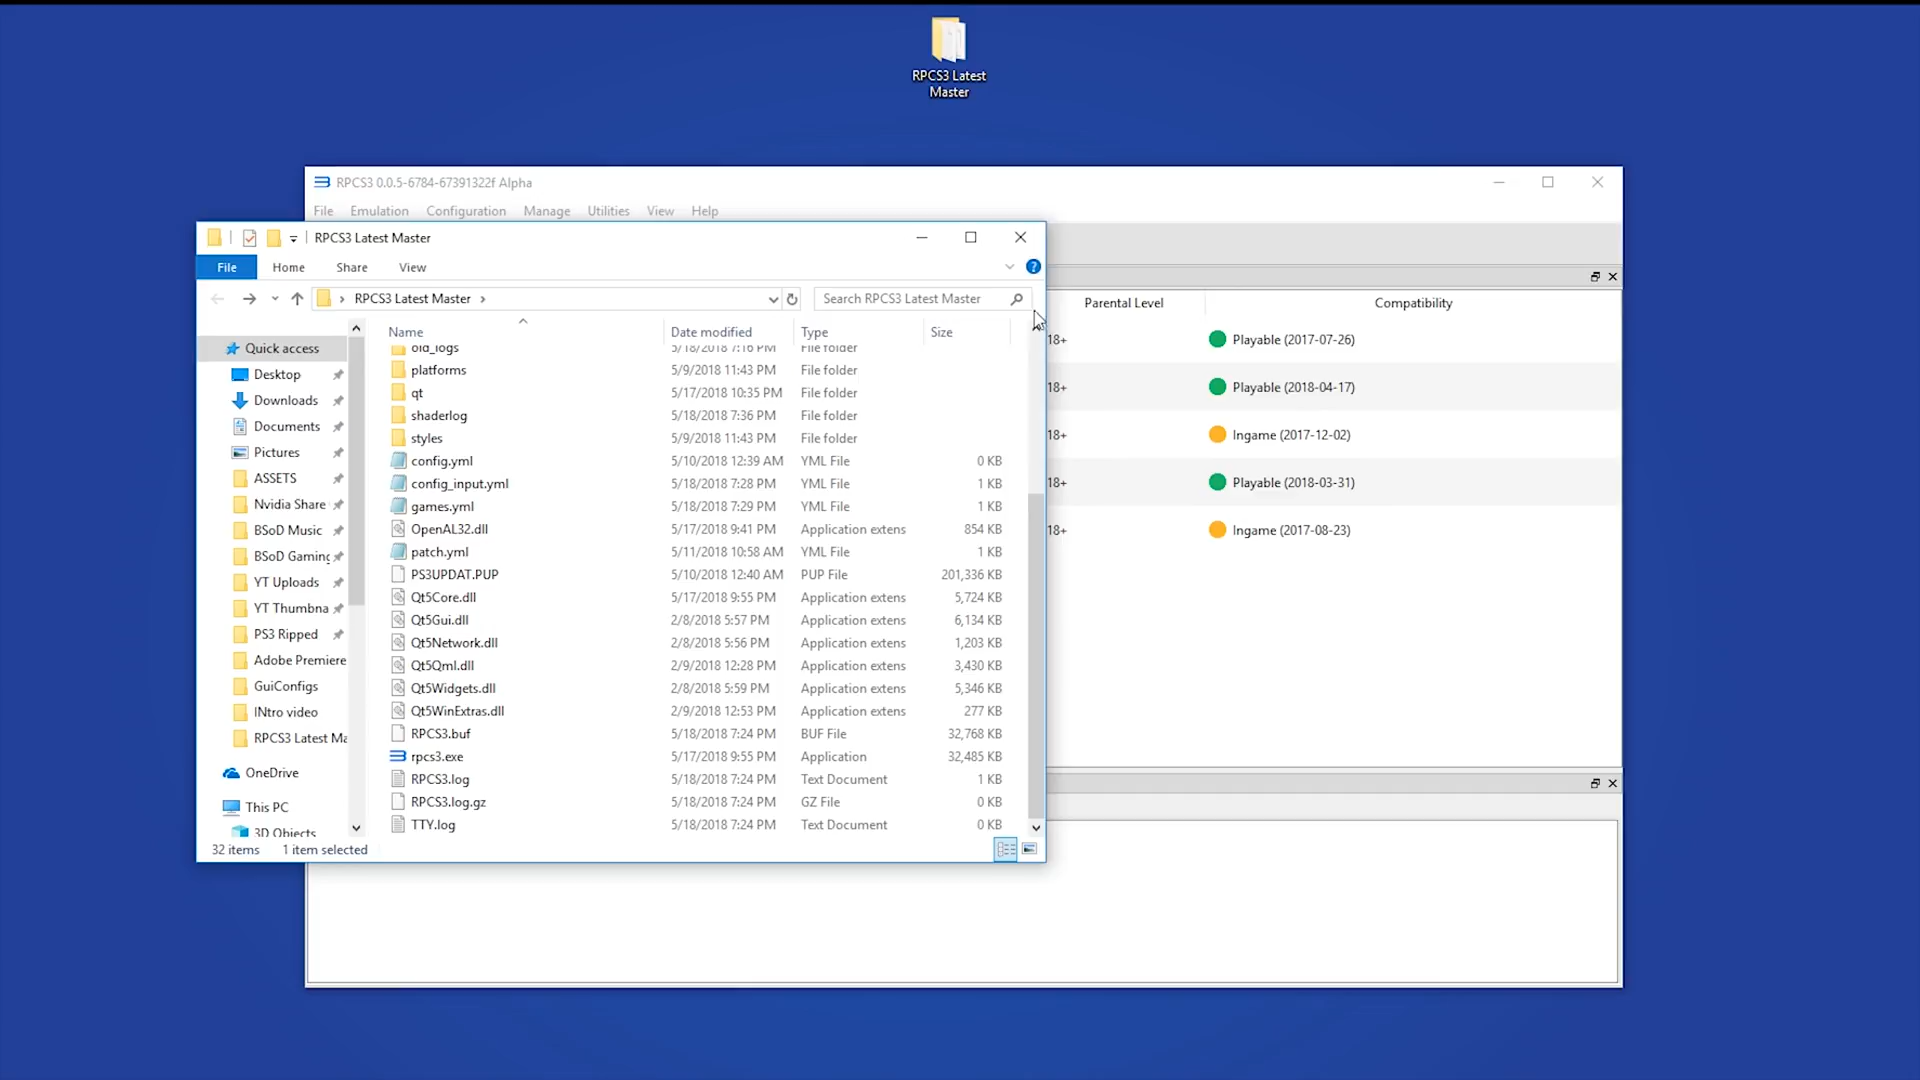 RPCS3 Latest
Master
RPCS3 0.0.5-6784-67391322f Alpha
File Emulation Configuration Manage Utilities View Help
RPCS3 Latest Master
File Home Share View
RPCS3 Latest Master
Search RPCS3 Latest Master
Parental Level Compatibility
18+ Playable (2017-07-26)
18+ Playable (2018-04-17)
18+ Ingame (2017-12-02)
18+ Playable (2018-03-31)
18+ Ingame (2017-08-23)
Quick access
Desktop
Downloads
Documents
Pictures
ASSETS
Nvidia Share
BSoD Music
BSoD Gaming
YT Uploads
YT Thumbna
PS3 Ripped
Adobe Premiere
GuiConfigs
INtro video
RPCS3 Latest Ma
OneDrive
This PC
3D Objects
Name Date modified Type Size
old_logs 5/18/2018 7:16 PM File folder
platforms 5/9/2018 11:43 PM File folder
qt 5/17/2018 10:35 PM File folder
shaderlog 5/18/2018 7:36 PM File folder
styles 5/9/2018 11:43 PM File folder
config.yml 5/10/2018 12:39 AM YML File 0 KB
config_input.yml 5/18/2018 7:28 PM YML File 1 KB
games.yml 5/18/2018 7:29 PM YML File 1 KB
OpenAL32.dll 5/17/2018 9:41 PM Application extens 854 KB
patch.yml 5/11/2018 10:58 AM YML File 1 KB
PS3UPDAT.PUP 5/10/2018 12:40 AM PUP File 201,336 KB
Qt5Core.dll 5/17/2018 9:55 PM Application extens 5,724 KB
Qt5Gui.dll 2/8/2018 5:57 PM Application extens 6,134 KB
Qt5Network.dll 2/8/2018 5:56 PM Application extens 1,203 KB
Qt5Qml.dll 2/9/2018 12:28 PM Application extens 3,430 KB
Qt5Widgets.dll 2/8/2018 5:59 PM Application extens 5,346 KB
Qt5WinExtras.dll 2/9/2018 12:53 PM Application extens 277 KB
RPCS3.buf 5/18/2018 7:24 PM BUF File 32,768 KB
rpcs3.exe 5/17/2018 9:55 PM Application 32,485 KB
RPCS3.log 5/18/2018 7:24 PM Text Document 1 KB
RPCS3.log.gz 5/18/2018 7:24 PM GZ File 0 KB
TTY.log 5/18/2018 7:24 PM Text Document 0 KB
32 items 1 item selected